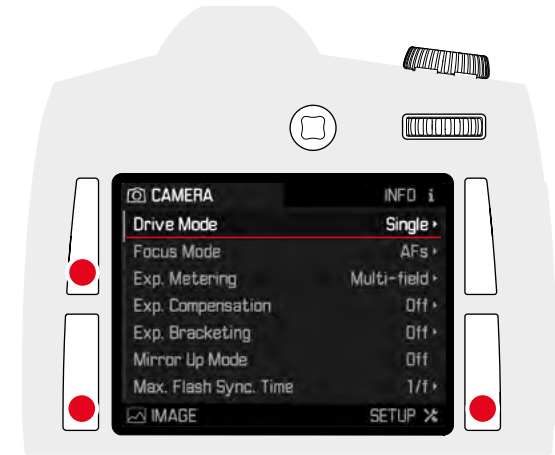 CAMERA INFO i
Drive Mode Single
Focus Mode AFs
Exp. Metering Multi-field
Exp. Compensation Off
Exp. Bracketing Off
Mirror Up Mode Off
Max. Flash Sync. Time 1/f
IMAGE SETUP